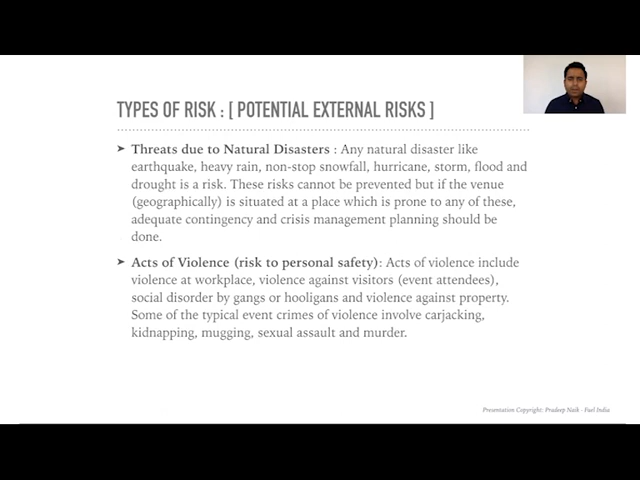 TYPES OF RISK : [ POTENTIAL EXTERNAL RISKS ]
➤ Threats due to Natural Disasters : Any natural disaster like
earthquake, heavy rain, non-stop snowfall, hurricane, storm, flood and
drought is a risk. These risks cannot be prevented but if the venue
(geographically) is situated at a place which is prone to any of these,
adequate contingency and crisis management planning should be
done.
➤ Acts of Violence (risk to personal safety): Acts of violence include
violence at workplace, violence against visitors (event attendees),
social disorder by gangs or hooligans and violence against property.
Some of the typical event crimes of violence involve carjacking,
kidnapping, mugging, sexual assault and murder.
Presentation Copyright: Pradeep Naik - Fuel India